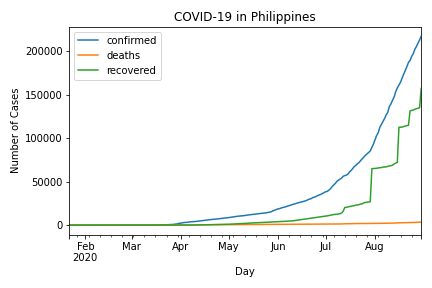 COVID-19 in Philippines
confirmed
deaths
recovered
Number of Cases
200000
150000
100000
50000
0
Feb Mar Apr May Jun Jul Aug
2020
Day